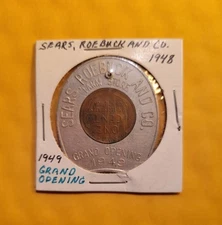 SEARS, ROEBUCK AND CO.
1948
SEARS, ROEBUCK AND CO.
GRAND OPENING
1949
GRAND
OPENING